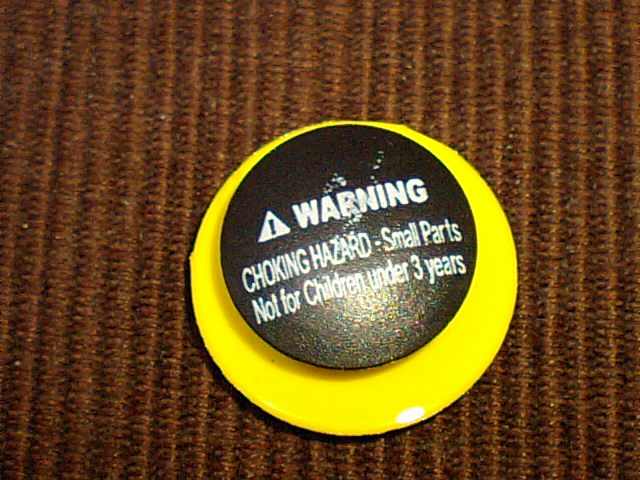 ⚠ WARNING
CHOKING HAZARD - Small Parts
Not for Children under 3 years